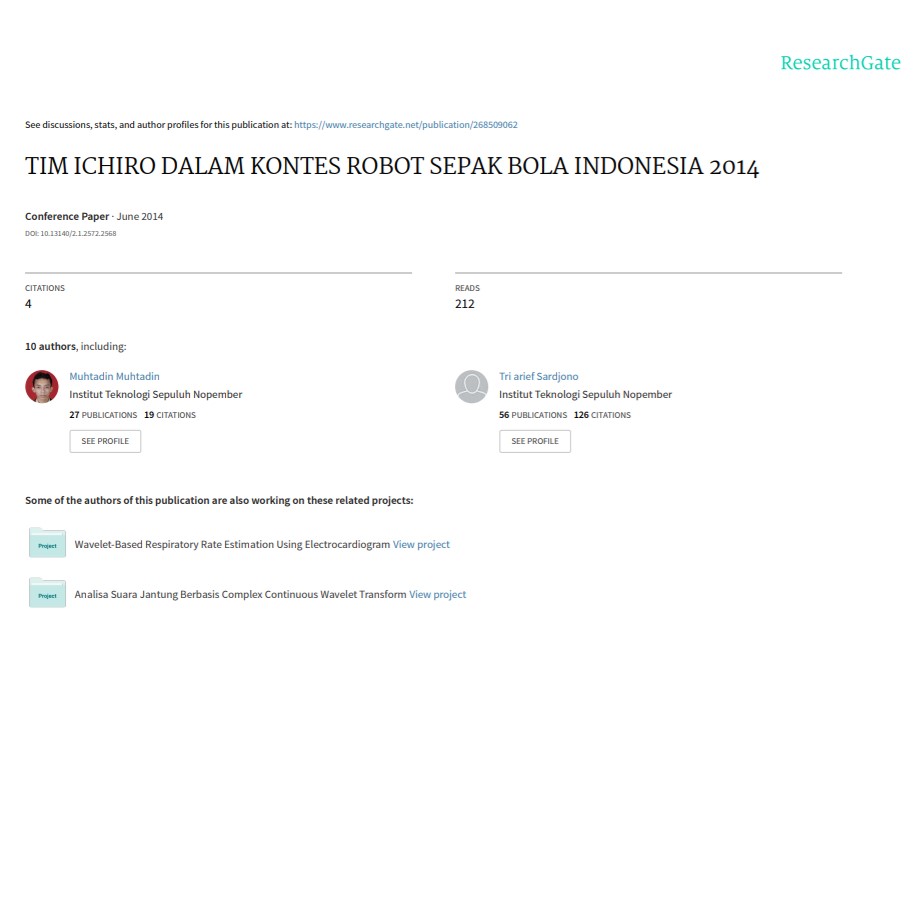 ResearchGate
See discussions, stats, and author profiles for this publication at: https://www.researchgate.net/publication/268509062
TIM ICHIRO DALAM KONTES ROBOT SEPAK BOLA INDONESIA 2014
Conference Paper · June 2014
DOI: 10.13140/2.1.2572.2568
CITATIONS
4
READS
212
10 authors, including:
Muhtadin Muhtadin
Institut Teknologi Sepuluh Nopember
27 PUBLICATIONS 19 CITATIONS
SEE PROFILE
Tri arief Sardjono
Institut Teknologi Sepuluh Nopember
56 PUBLICATIONS 126 CITATIONS
SEE PROFILE
Some of the authors of this publication are also working on these related projects:
Project
Wavelet-Based Respiratory Rate Estimation Using Electrocardiogram View project
Project
Analisa Suara Jantung Berbasis Complex Continuous Wavelet Transform View project